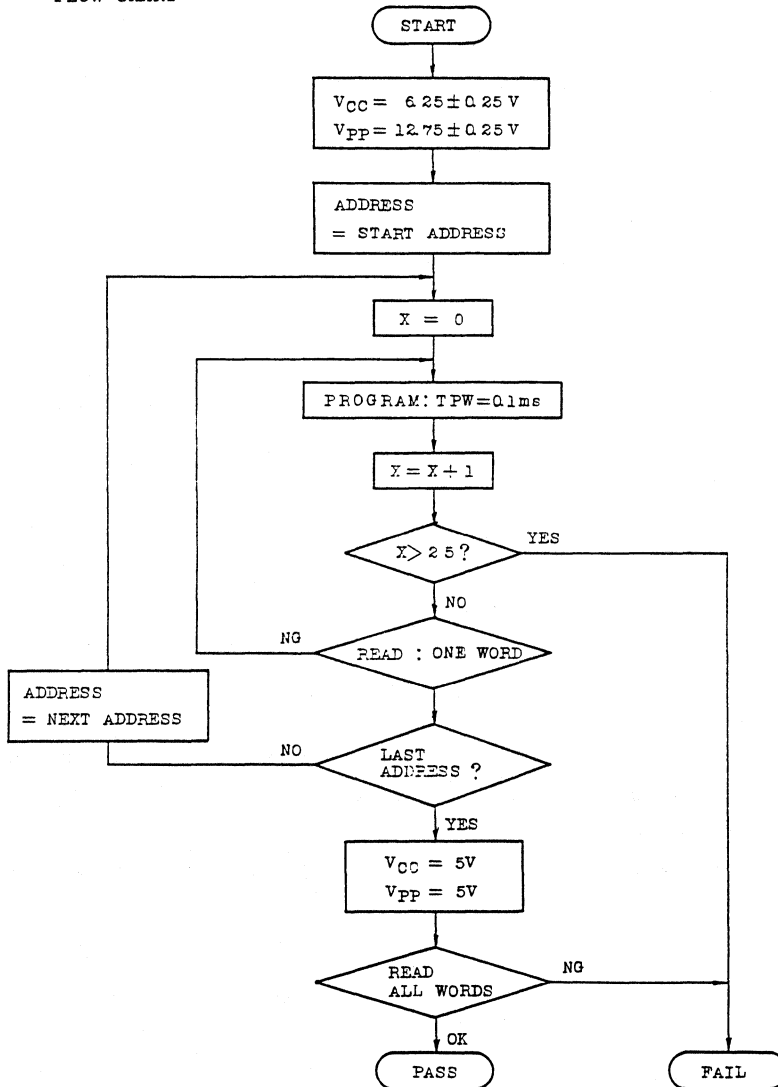 START
VCC = 6.25±0.25V
VPP = 12.75±0.25V
ADDRESS
= START ADDRESS
X = 0
PROGRAM: TPW=0.1ms
X=X+1
X>25?
YES
NO
NG
READ : ONE WORD
ADDRESS
= NEXT ADDRESS
NO
LAST
ADDRESS ?
YES
VCC = 5V
VPP = 5V
READ
ALL WORDS
NG
OK
PASS
FAIL